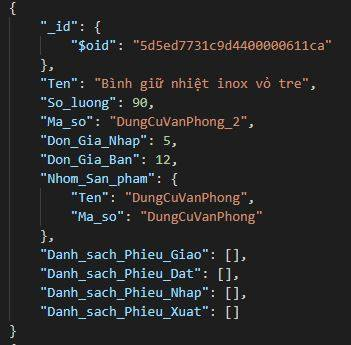 {
"_id": {
"$oid": "5d5ed7731c9d4400000611ca"
},
"Ten": "Bình giữ nhiệt inox vỏ tre",
"So_luong": 90,
"Ma_so": "DungCuVanPhong_2",
"Don_Gia_Nhap": 5,
"Don_Gia_Ban": 12,
"Nhom_San_pham": {
"Ten": "DungCuVanPhong",
"Ma_so": "DungCuVanPhong"
},
"Danh_sach_Phieu_Giao": [],
"Danh_sach_Phieu_Dat": [],
"Danh_sach_Phieu_Nhap": [],
"Danh_sach_Phieu_Xuat": []
}